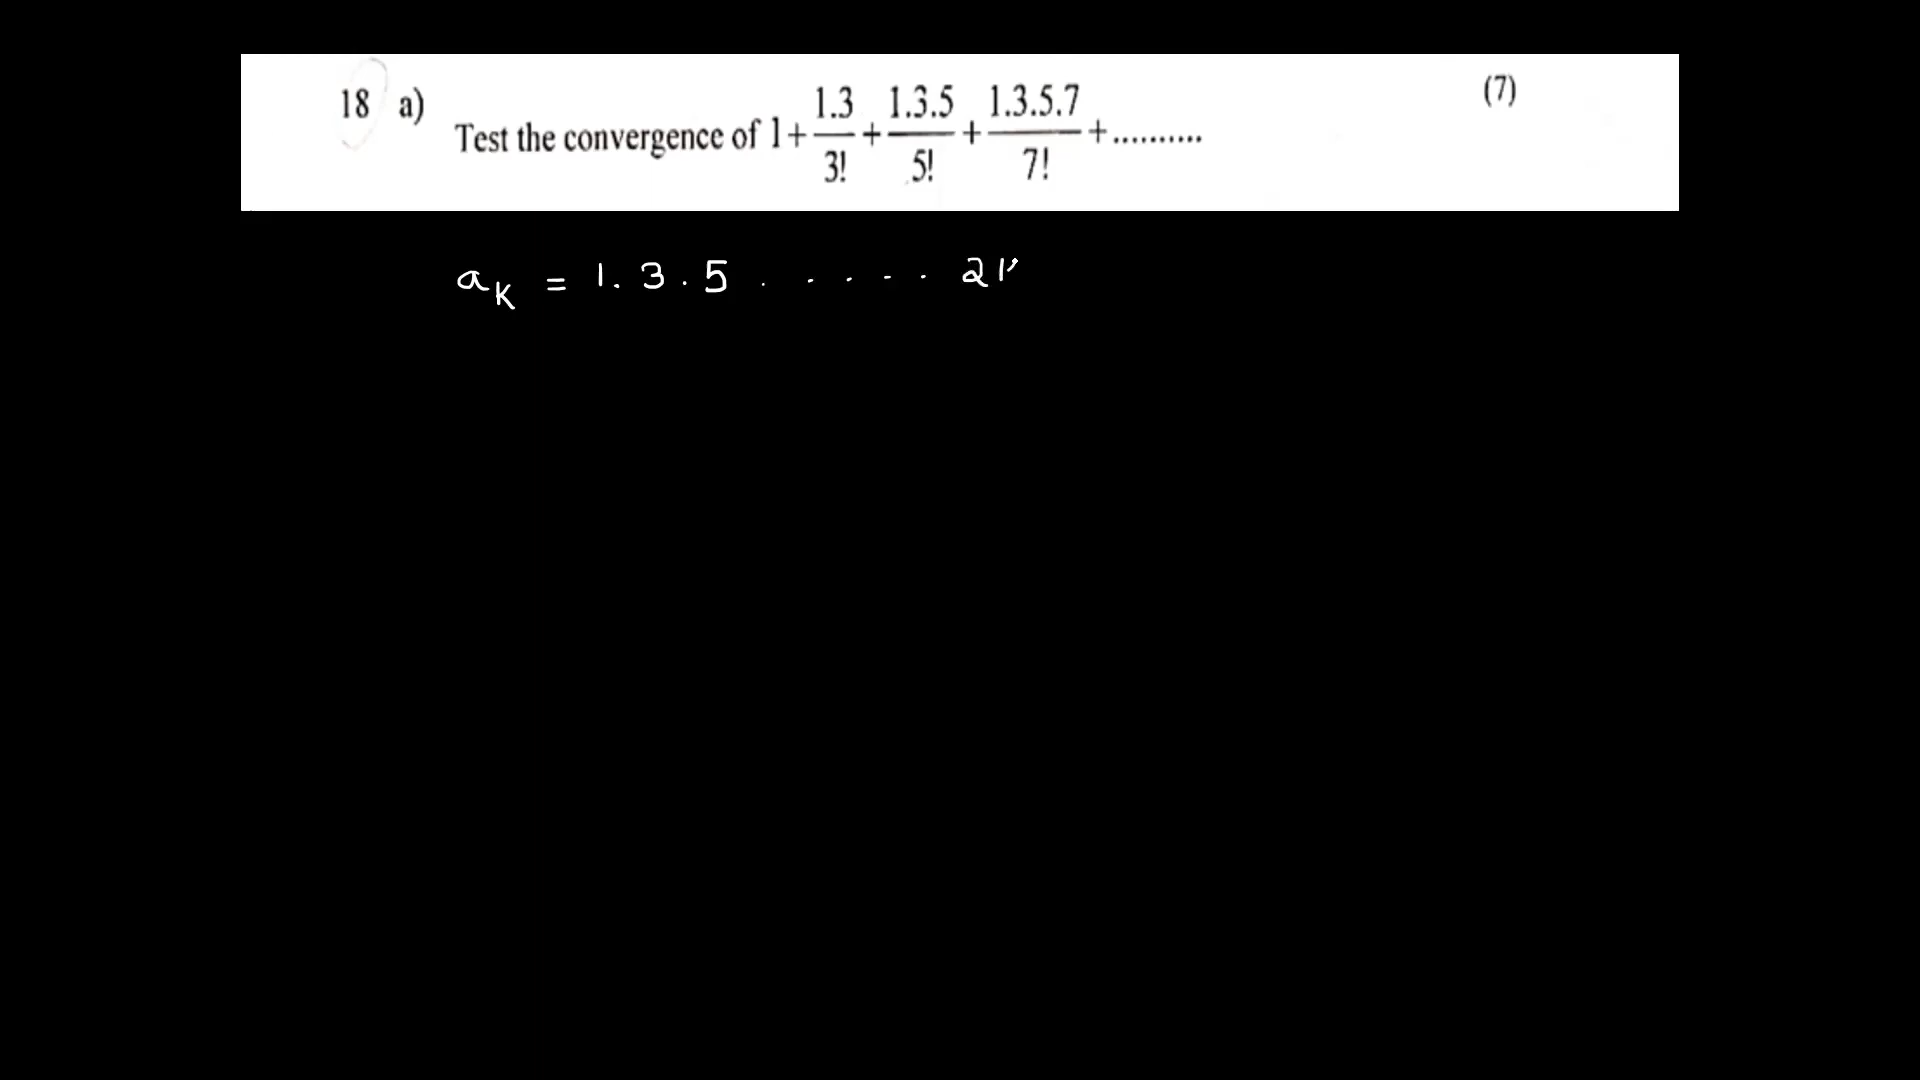 18 a) Test the convergence of 1+1.3/3!+1.3.5/5!+1.3.5.7/7!+.......... (7)
a_K = 1. 3 . 5 . . . . . 2